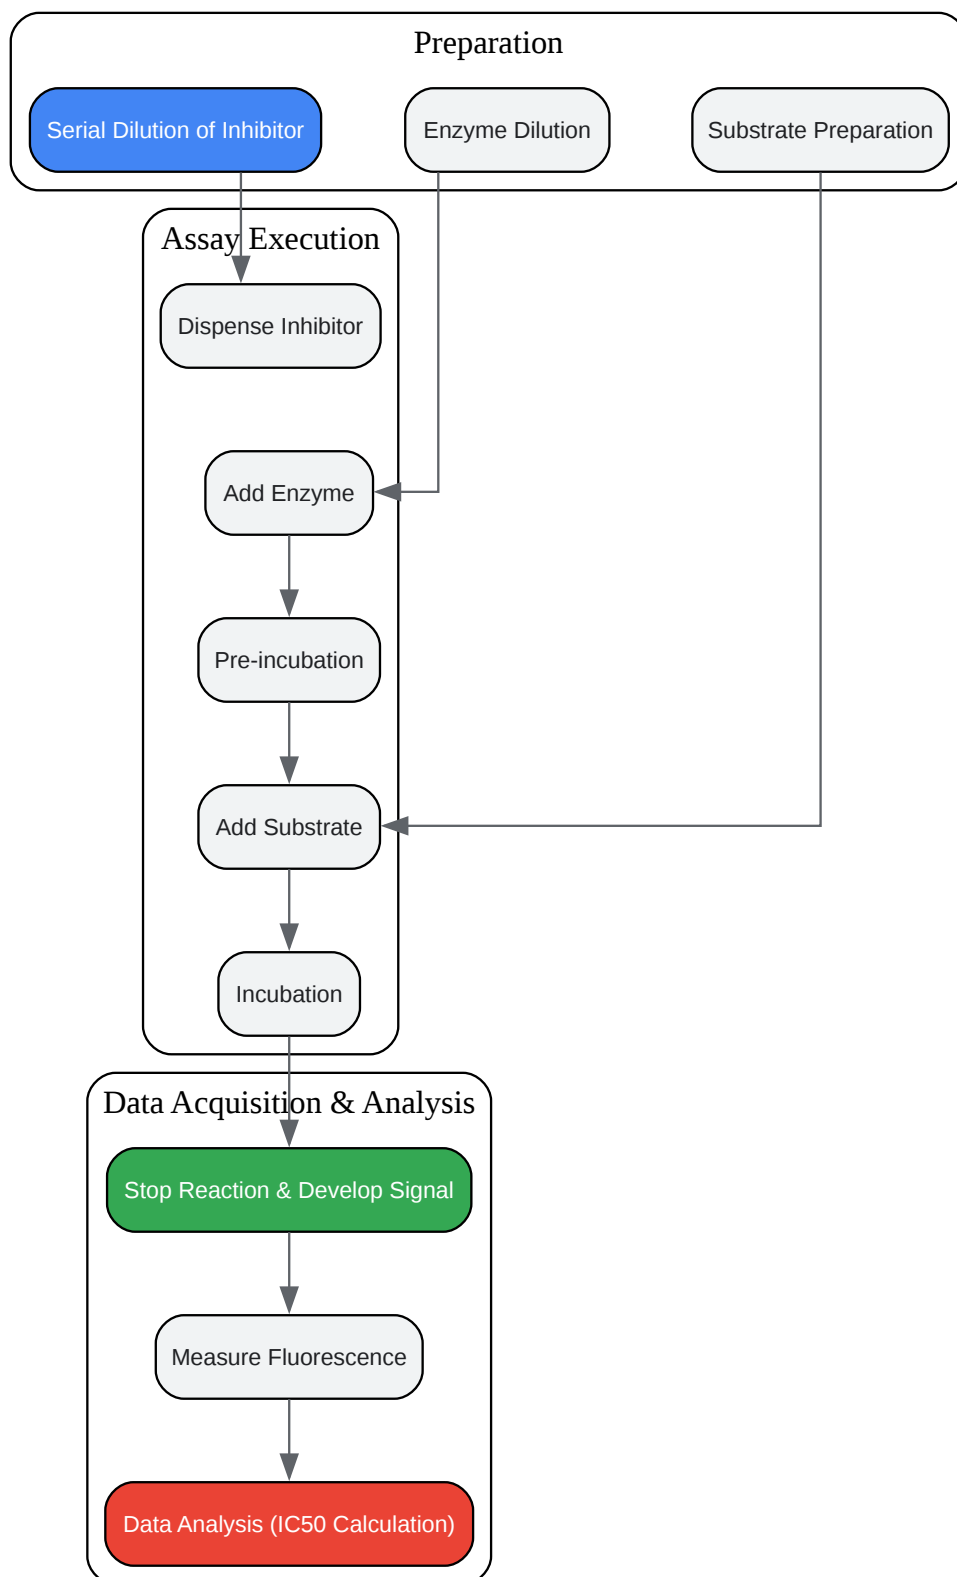 Preparation
Serial Dilution of Inhibitor
Enzyme Dilution
Substrate Preparation
Assay Execution
Dispense Inhibitor
Add Enzyme
Pre-incubation
Add Substrate
Incubation
Data Acquisition & Analysis
Stop Reaction & Develop Signal
Measure Fluorescence
Data Analysis (IC50 Calculation)